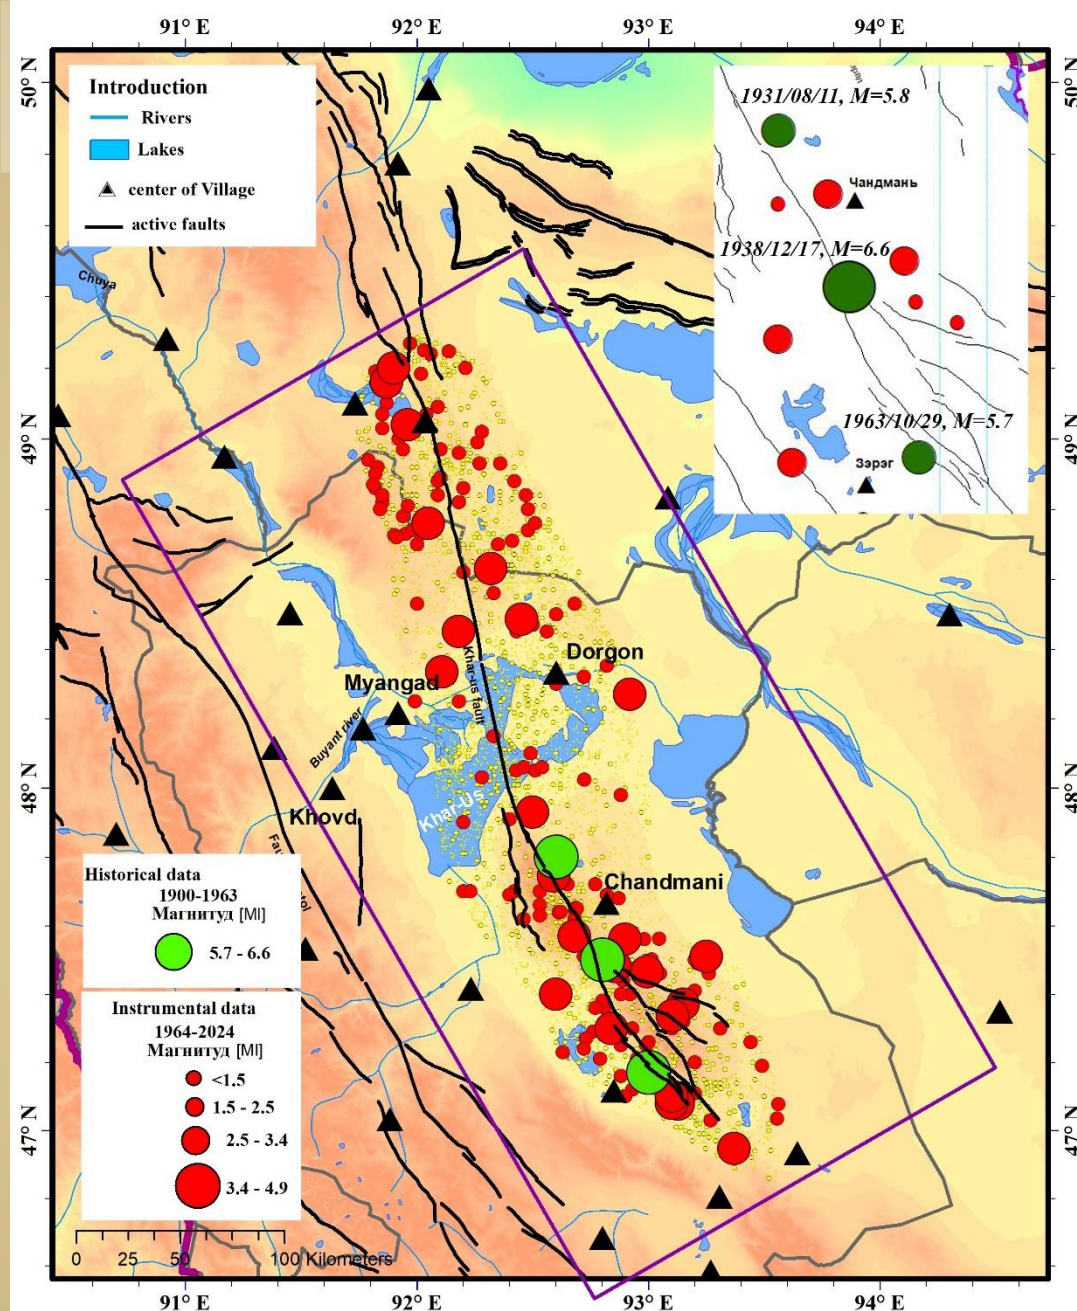 91° E
92° E
93° E
94° E
50° N
50° N
Introduction
Rivers
Lakes
center of Village
active faults
1931/08/11, M=5.8
Чандмань
1938/12/17, M=6.6
1963/10/29, M=5.7
Зэрэг
Chuya
49° N
49° N
Dorgon
Khar-us fault
Myangad
Buyant river
48° N
48° N
Khar-Us
Khovd
Chandmani
Historical data
1900-1963
Магнитуд [Ml]
5.7 - 6.6
Instrumental data
1964-2024
Магнитуд [Ml]
<1.5
1.5 - 2.5
2.5 - 3.4
3.4 - 4.9
47° N
47° N
0 25 50 100 Kilometers
91° E
92° E
93° E
94° E